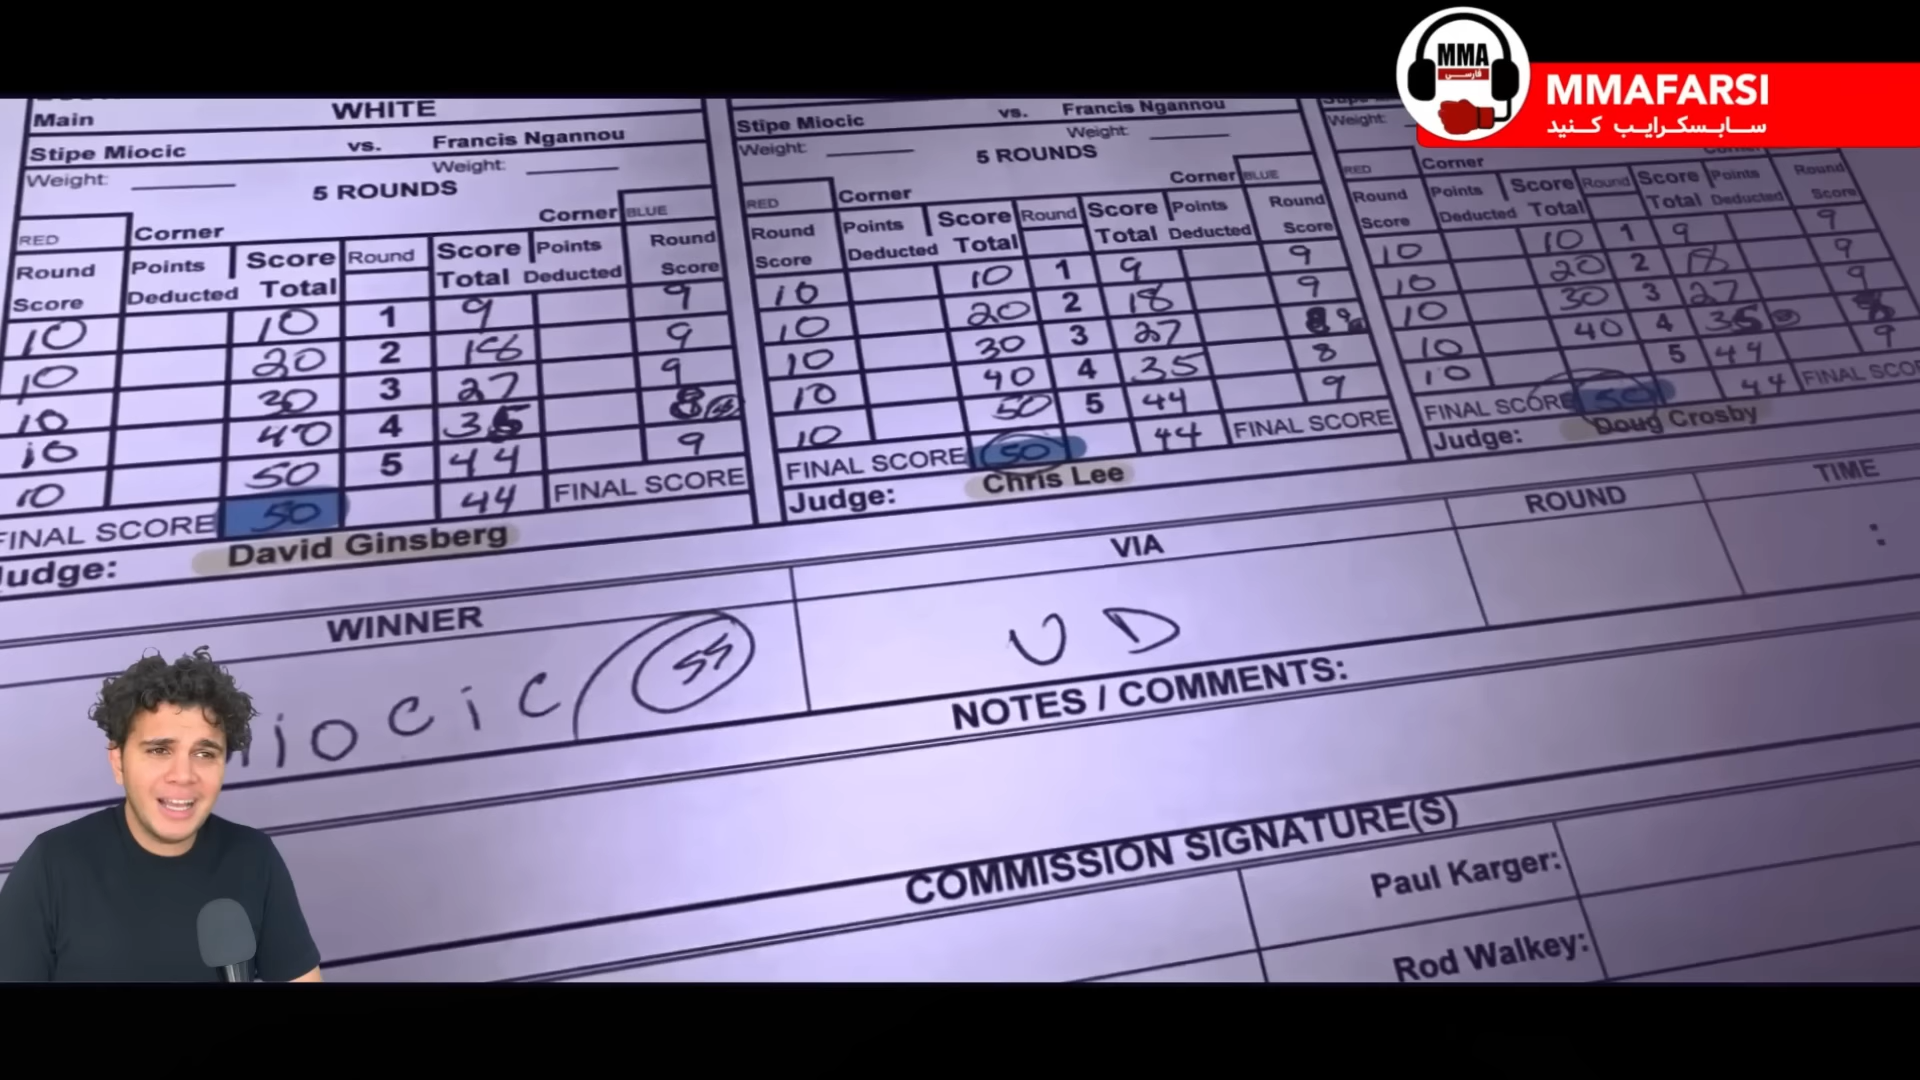 MMA
فارسی
MMAFARSI
سابسکرایب کنید
Main
WHITE
Stipe Miocic vs. Francis Ngannou
Weight: Weight:
5 ROUNDS
RED Corner Corner BLUE
Round Score Points Deducted Score Total Round Score Total Points Deducted Round Score
10 10 1 9 9
10 20 2 18 9
10 30 3 27 9
10 40 4 35 8
10 50 5 44 9
FINAL SCORE 50 44 FINAL SCORE
Judge: David Ginsberg
Stipe Miocic vs. Francis Ngannou
Weight: Weight:
5 ROUNDS
RED Corner Corner BLUE
Round Score Points Deducted Score Total Round Score Total Points Deducted Round Score
10 10 1 9 9
10 20 2 18 9
10 30 3 27 9
10 40 4 35 8
10 50 5 44 9
FINAL SCORE 50 44 FINAL SCORE
Judge: Chris Lee
Weight:
RED Corner
Round Score Points Deducted Score Total Round Score Total Points Deducted Round Score
10 10 1 9 9
10 20 2 18 9
10 30 3 27 9
10 40 4 35
10 5 44 9
FINAL SCORE 50 44 FINAL SCO
Judge: Doug Crosby
WINNER VIA ROUND TIME
iocic SS UD :
NOTES / COMMENTS:
COMMISSION SIGNATURE(S)
Paul Karger:
Rod Walkey: